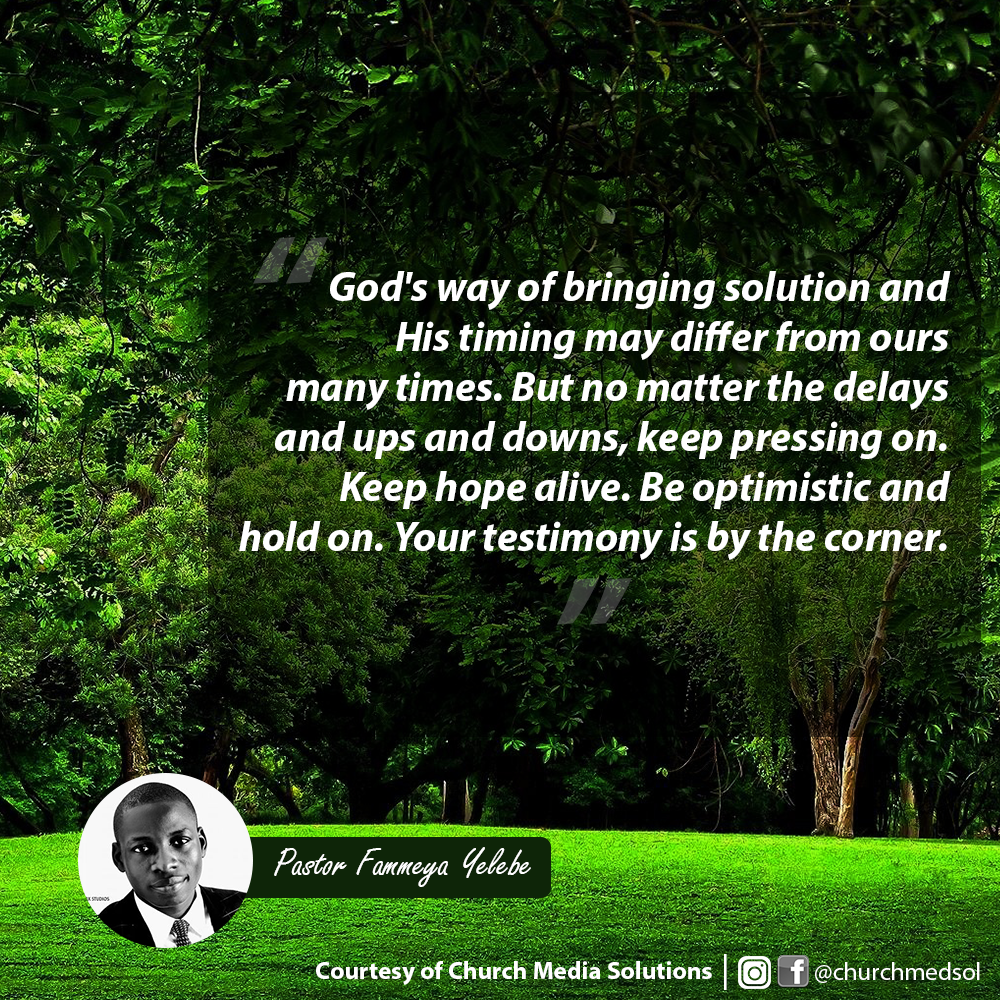 God's way of bringing solution and
His timing may differ from ours
many times. But no matter the delays
and ups and downs, keep pressing on.
Keep hope alive. Be optimistic and
hold on. Your testimony is by the corner.
Pastor Fammeya Yelebe
Courtesy of Church Media Solutions | @churchmedsol